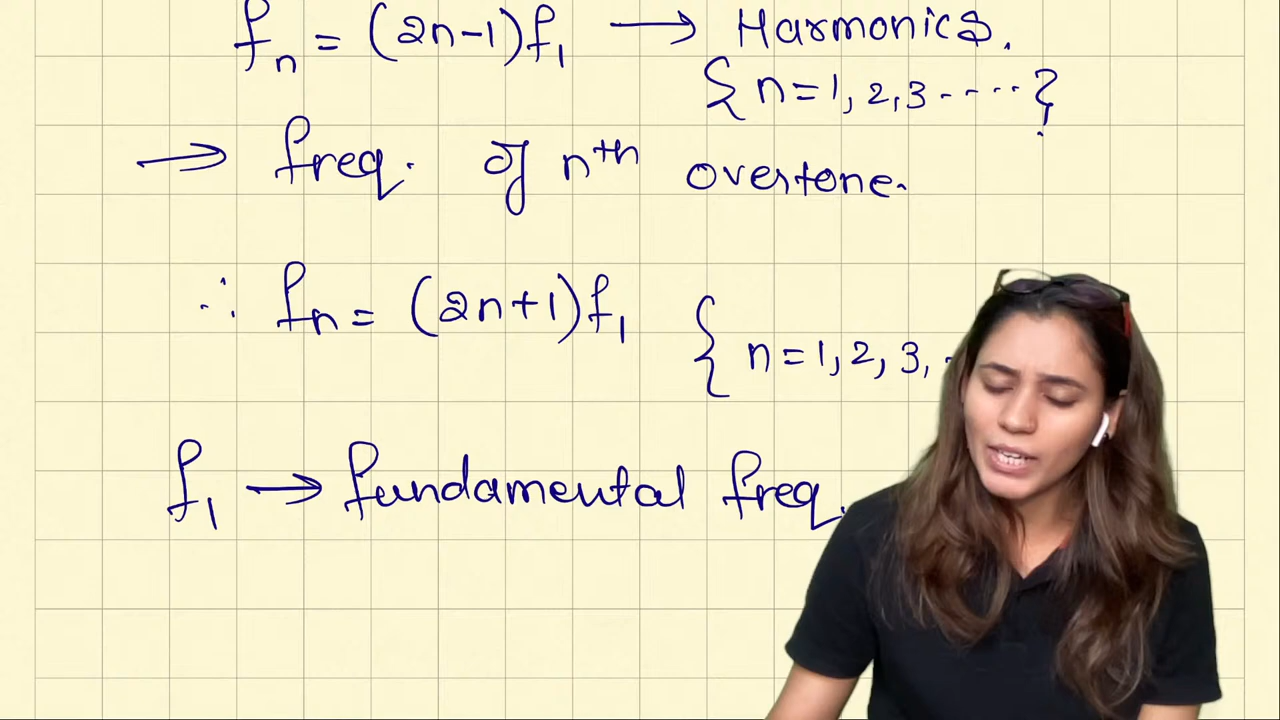 fn = (2n-1)f1 → Harmonics.
{n=1, 2, 3 ----}
→ freq. of nth overtone.
∴ fn = (2n+1)f1 { n=1, 2, 3,
f1 → fundamental freq.